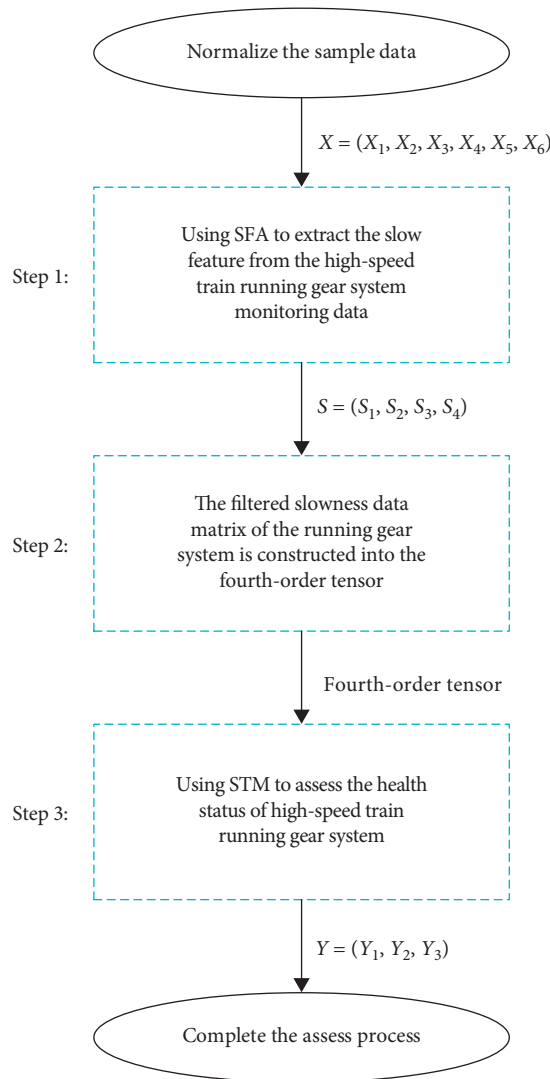 Normalize the sample data
X = (X₁, X₂, X₃, X₄, X₅, X₆)
Step 1:
Using SFA to extract the slow
feature from the high-speed
train running gear system
monitoring data
S = (S₁, S₂, S₃, S₄)
Step 2:
The filtered slowness data
matrix of the running gear
system is constructed into the
fourth-order tensor
Fourth-order tensor
Step 3:
Using STM to assess the health
status of high-speed train
running gear system
Y = (Y₁, Y₂, Y₃)
Complete the assess process